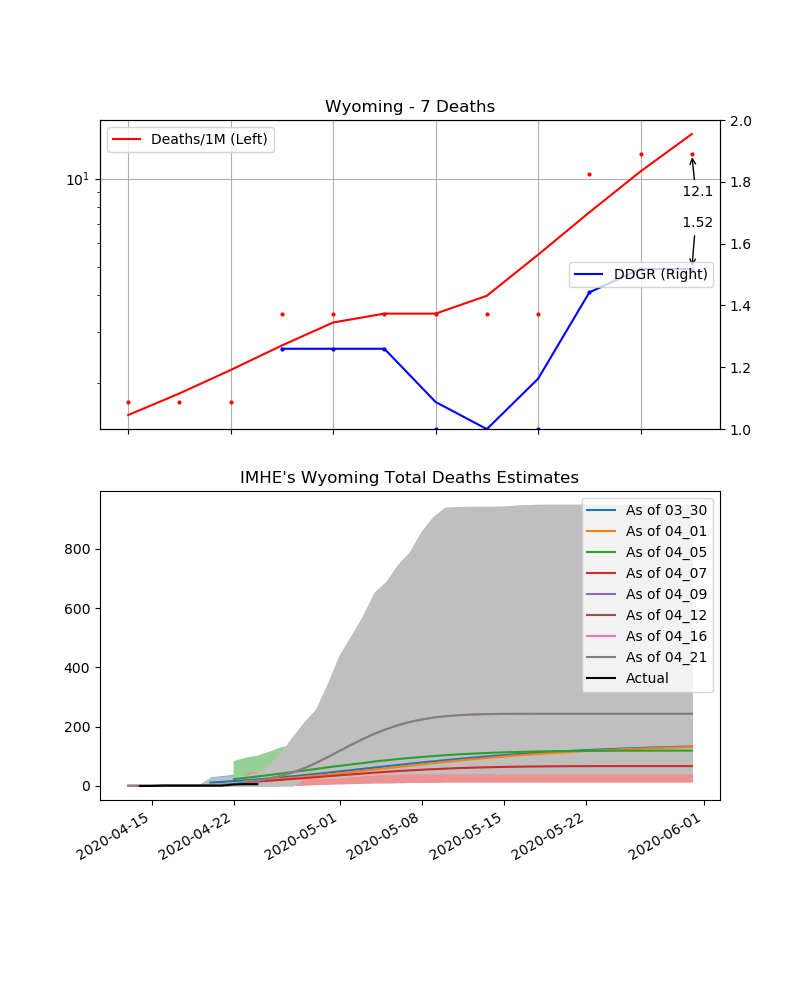 Wyoming - 7 Deaths
Deaths/1M (Left)
10¹
2.0
1.8
12.1
1.52
1.6
DDGR (Right)
1.4
1.2
1.0
IMHE's Wyoming Total Deaths Estimates
As of 03_30
As of 04_01
As of 04_05
As of 04_07
As of 04_09
As of 04_12
As of 04_16
As of 04_21
Actual
800
600
400
200
0
2020-04-15
2020-04-22
2020-05-01
2020-05-08
2020-05-15
2020-05-22
2020-06-01